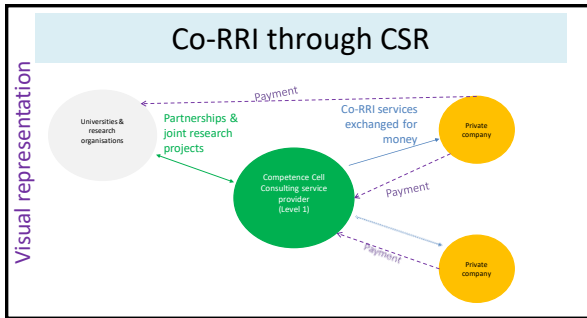 Co-RRI through CSR
Visual representation
Payment
Universities &
research
organisations
Partnerships &
joint research
projects
Co-RRI services
exchanged for
money
Private
company
Competence Cell
Consulting service
provider
(Level 1)
Payment
Payment
Private
company